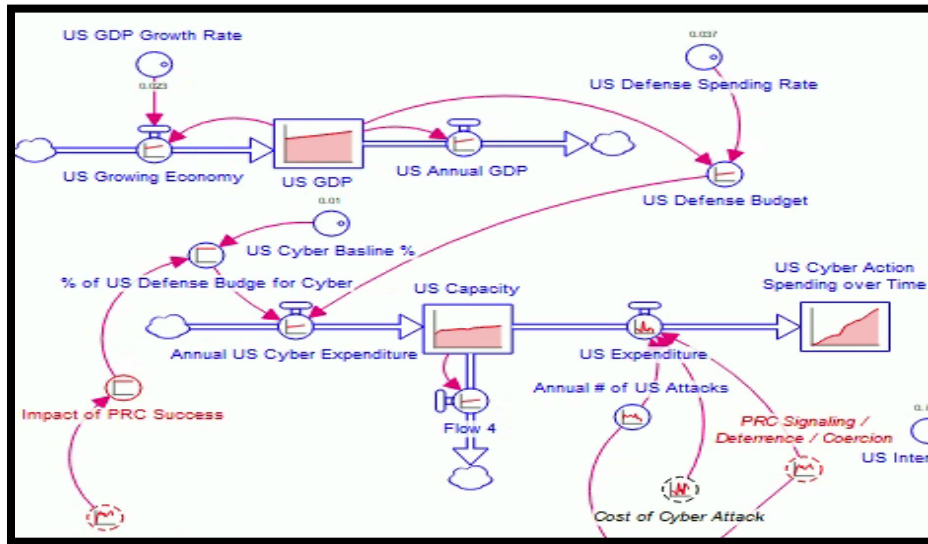 US GDP Growth Rate
0.023
US Growing Economy
US GDP
US Annual GDP
0.037
US Defense Spending Rate
US Defense Budget
0.01
US Cyber Basline %
% of US Defense Budge for Cyber
Annual US Cyber Expenditure
US Capacity
Flow 4
US Expenditure
US Cyber Action
Spending over Time
Annual # of US Attacks
Impact of PRC Success
PRC Signaling /
Deterrence / Coercion
Cost of Cyber Attack
US